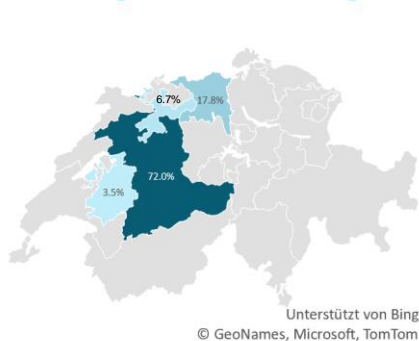 6.7%
17.8%
72.0%
3.5%
Unterstützt von Bing
© GeoNames, Microsoft, TomTom